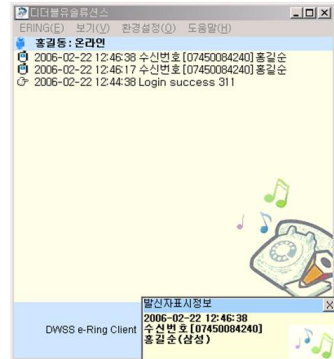 디더블유솔류션스
ERING(E) 보기(V) 환경설정(O) 도움말(H)
홍길동:온라인
2006-02-22 12:46:38 수신번호[07450084240]홍길순
2006-02-22 12:46:17 수신번호[07450084240]홍길순
2006-02-22 12:44:38 Login success 311
발신자표시정보
2006-02-22 12:46:38
수신번호[07450084240]
홍길순(삼성)
DWSS e-Ring Client